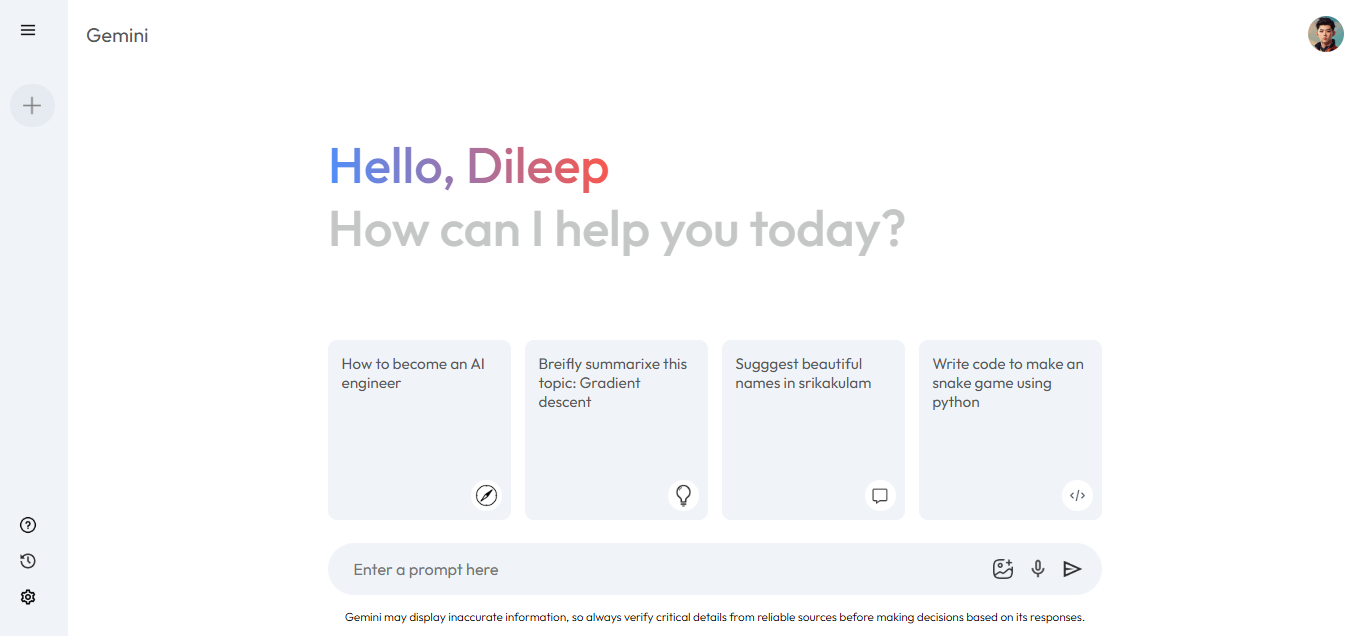 Gemini
Hello, Dileep
How can I help you today?
How to become an AI
engineer
Breifly summarixe this
topic: Gradient
descent
Sugggest beautiful
names in srikakulam
Write code to make an
snake game using
python
Enter a prompt here
Gemini may display inaccurate information, so always verify critical details from reliable sources before making decisions based on its responses.